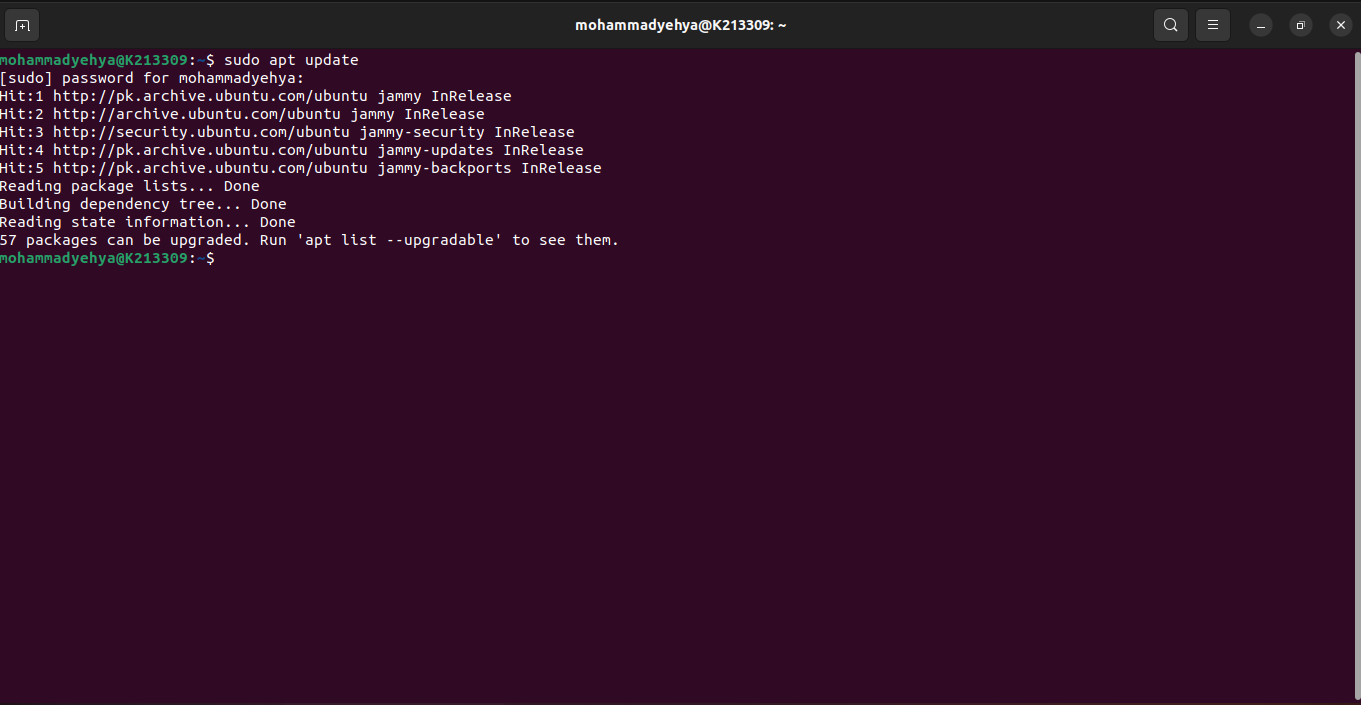 mohammadyehya@K213309: ~
mohammadyehya@K213309:~$ sudo apt update
[sudo] password for mohammadyehya:
Hit:1 http://pk.archive.ubuntu.com/ubuntu jammy InRelease
Hit:2 http://archive.ubuntu.com/ubuntu jammy InRelease
Hit:3 http://security.ubuntu.com/ubuntu jammy-security InRelease
Hit:4 http://pk.archive.ubuntu.com/ubuntu jammy-updates InRelease
Hit:5 http://pk.archive.ubuntu.com/ubuntu jammy-backports InRelease
Reading package lists... Done
Building dependency tree... Done
Reading state information... Done
57 packages can be upgraded. Run 'apt list --upgradable' to see them.
mohammadyehya@K213309:~$